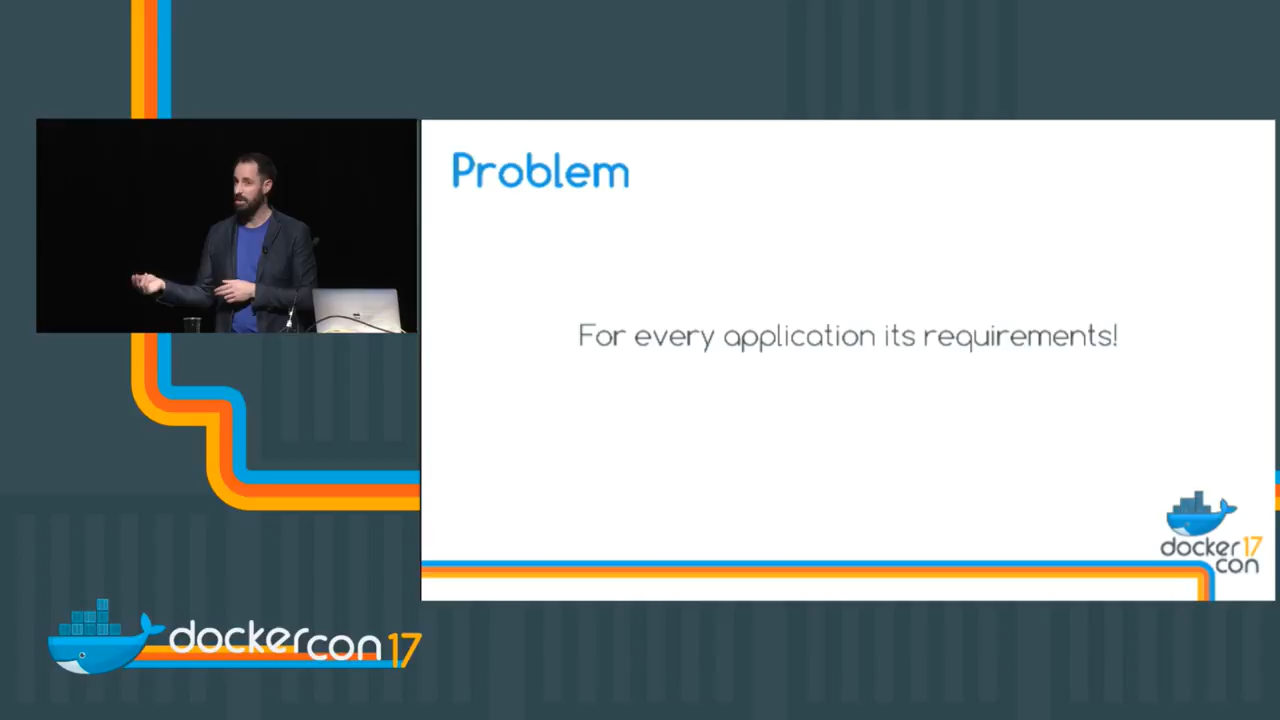 Problem
For every application its requirements!
docker 17
con
dockercon 17